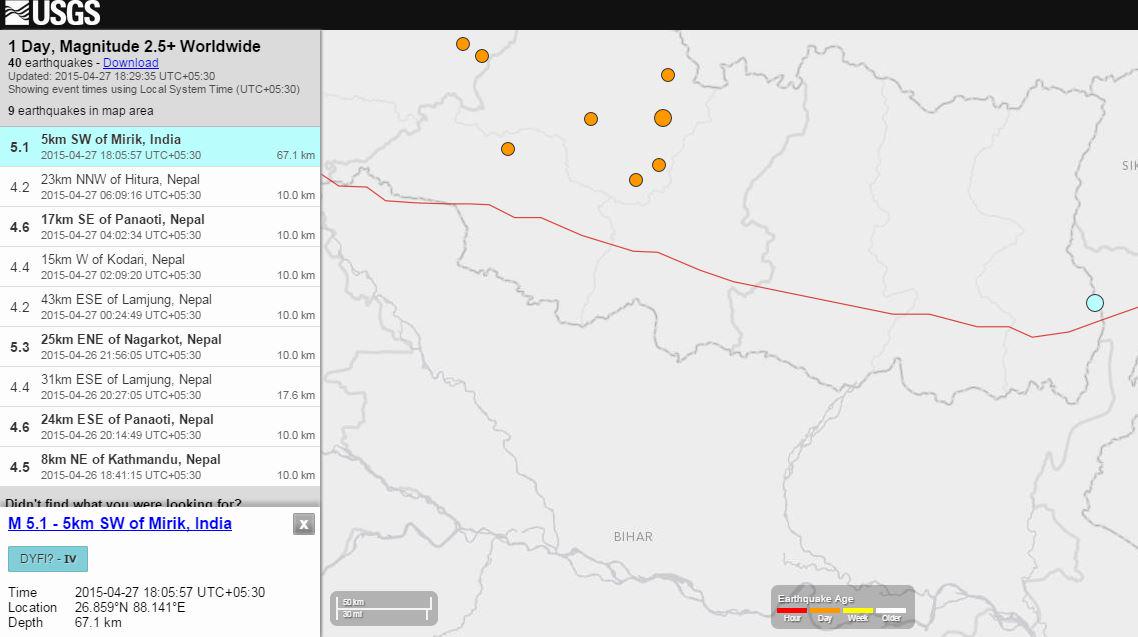 USGS
1 Day, Magnitude 2.5+ Worldwide
40 earthquakes - Download
Updated: 2015-04-27 18:29:35 UTC+05:30
Showing event times using Local System Time (UTC+05:30)
9 earthquakes in map area
5.1 5km SW of Mirik, India
2015-04-27 18:05:57 UTC+05:30 67.1 km
4.2 23km NNW of Hitura, Nepal
2015-04-27 06:09:16 UTC+05:30 10.0 km
4.6 17km SE of Panaoti, Nepal
2015-04-27 04:02:34 UTC+05:30 10.0 km
4.4 15km W of Kodari, Nepal
2015-04-27 02:09:20 UTC+05:30 10.0 km
4.2 43km ESE of Lamjung, Nepal
2015-04-27 00:24:49 UTC+05:30 10.0 km
5.3 25km ENE of Nagarkot, Nepal
2015-04-26 21:56:05 UTC+05:30 10.0 km
4.4 31km ESE of Lamjung, Nepal
2015-04-26 20:27:05 UTC+05:30 17.6 km
4.6 24km ESE of Panaoti, Nepal
2015-04-26 20:14:49 UTC+05:30 10.0 km
4.5 8km NE of Kathmandu, Nepal
2015-04-26 18:41:15 UTC+05:30 10.0 km
Didn't find what you were looking for?
M 5.1 - 5km SW of Mirik, India
X
DYFI? - IV
Time 2015-04-27 18:05:57 UTC+05:30
Location 26.859°N 88.141°E
Depth 67.1 km
SIK
BIHAR
50 km
30 mi
Earthquake Age
Hour Day Week Older